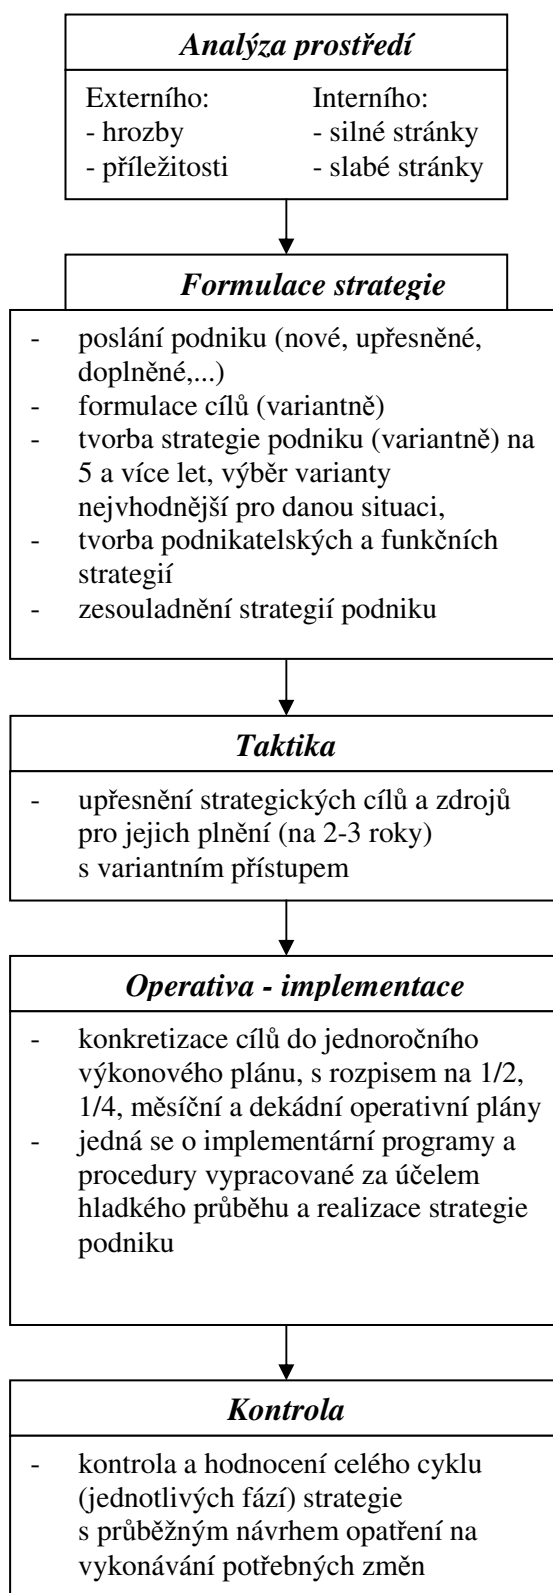 Analýza prostředí
Externího: Interního:
- hrozby - silné stránky
- příležitosti - slabé stránky
Formulace strategie
- poslání podniku (nové, upřesněné,
doplněné,...)
- formulace cílů (variantně)
- tvorba strategie podniku (variantně) na
5 a více let, výběr varianty
nejvhodnější pro danou situaci,
- tvorba podnikatelských a funkčních
strategií
- zesouladnění strategií podniku
Taktika
- upřesnění strategických cílů a zdrojů
pro jejich plnění (na 2-3 roky)
s variantním přístupem
Operativa - implementace
- konkretizace cílů do jednoročního
výkonového plánu, s rozpisem na 1/2,
1/4, měsíční a dekádní operativní plány
- jedná se o implementární programy a
procedury vypracované za účelem
hladkého průběhu a realizace strategie
podniku
Kontrola
- kontrola a hodnocení celého cyklu
(jednotlivých fází) strategie
s průběžným návrhem opatření na
vykonávání potřebných změn